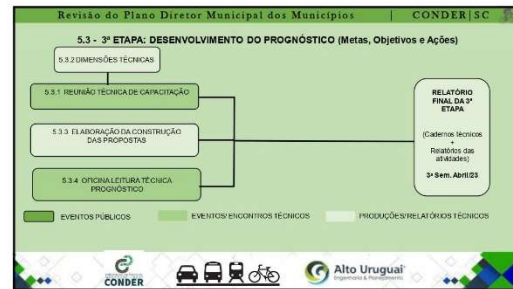 Revisão do Plano Diretor Municipal dos Municípios | CONDER|SC
5.3 - 3ª ETAPA: DESENVOLVIMENTO DO PROGNÓSTICO (Metas, Objetivos e Ações)
5.3.2 DIMENSÕES TÉCNICAS
5.3.1 REUNIÃO TÉCNICA DE CAPACITAÇÃO
5.3.3 ELABORAÇÃO DA CONSTRUÇÃO
DAS PROPOSTAS
5.3.4 OFICINA LEITURA TÉCNICA
PROGNÓSTICO
RELATÓRIO
FINAL DA 3ª
ETAPA
(Cadernos técnicos
+
Relatórios das
atividades)
3ª Sem. Abril/23
EVENTOS PÚBLICOS
EVENTOS/ENCONTROS TÉCNICOS
PRODUÇÕES/RELATÓRIOS TÉCNICOS
CONDER
Alto Uruguai
Engenharia & Planejamento